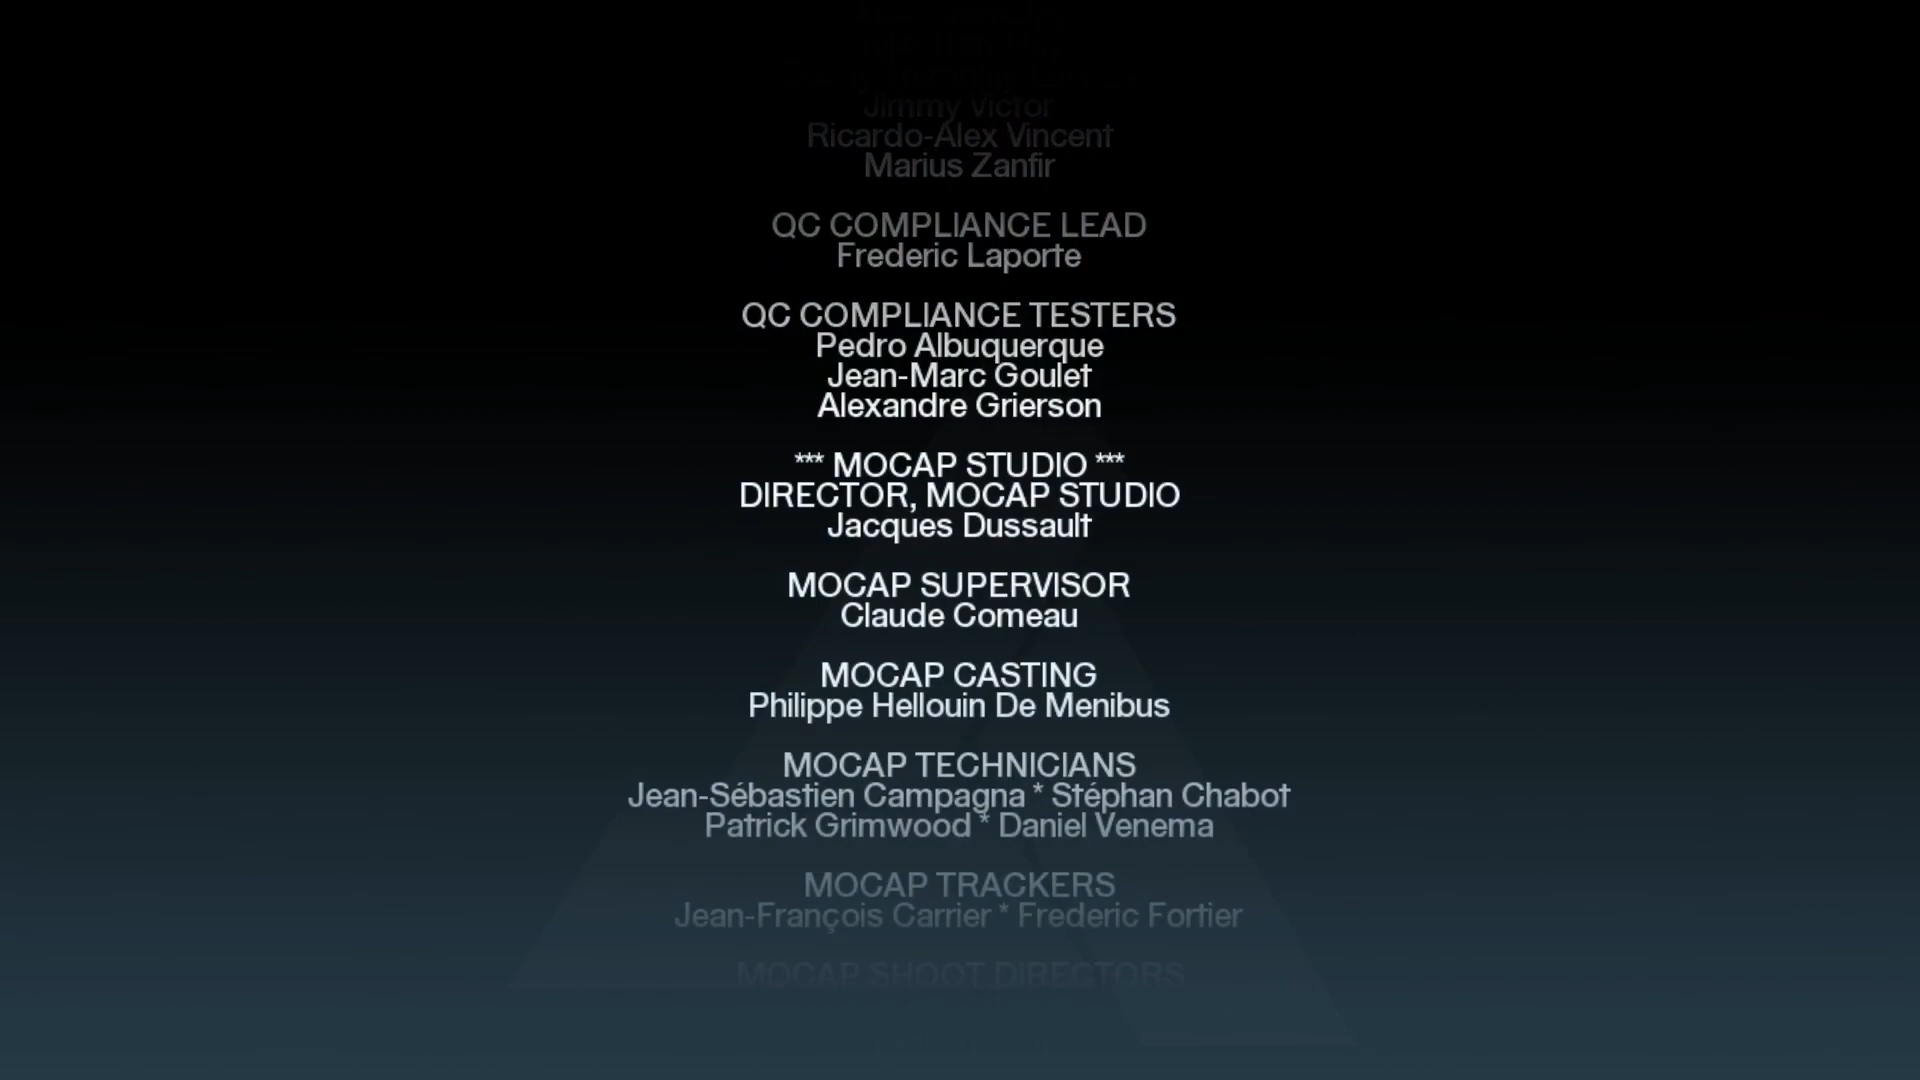 Jimmy Victor
Ricardo-Alex Vincent
Marius Zanfir
QC COMPLIANCE LEAD
Frederic Laporte
QC COMPLIANCE TESTERS
Pedro Albuquerque
Jean-Marc Goulet
Alexandre Grierson
*** MOCAP STUDIO ***
DIRECTOR, MOCAP STUDIO
Jacques Dussault
MOCAP SUPERVISOR
Claude Comeau
MOCAP CASTING
Philippe Hellouin De Menibus
MOCAP TECHNICIANS
Jean-Sébastien Campagna * Stéphan Chabot
Patrick Grimwood * Daniel Venema
MOCAP TRACKERS
Jean-François Carrier * Frederic Fortier
MOCAP SHOOT DIRECTORS